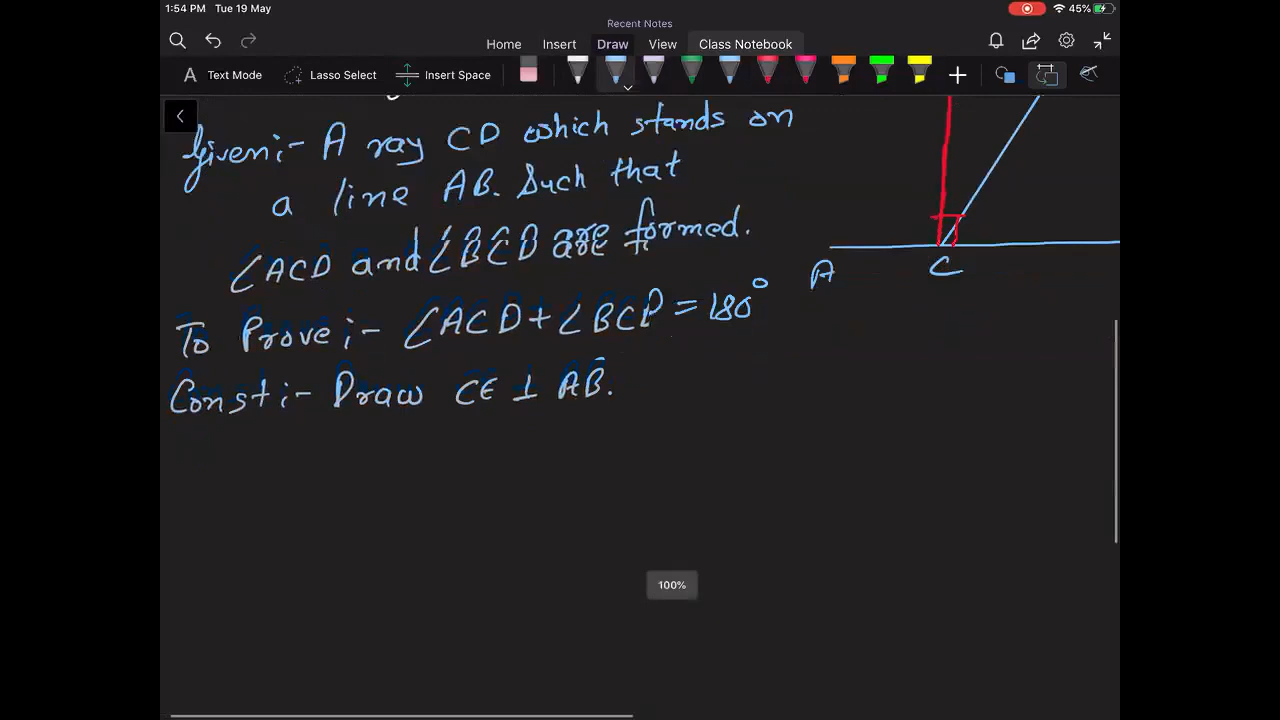 1:54 PM Tue 19 May
45%
Recent Notes
Home Insert Draw View Class Notebook
Text Mode Lasso Select Insert Space
Given:- A ray CD which stands on
a line AB. Such that
∠ACD and ∠BCD are formed.
To Prove:- ∠ACD + ∠BCD = 180°
Const:- Draw CE ⊥ AB.
A C
100%